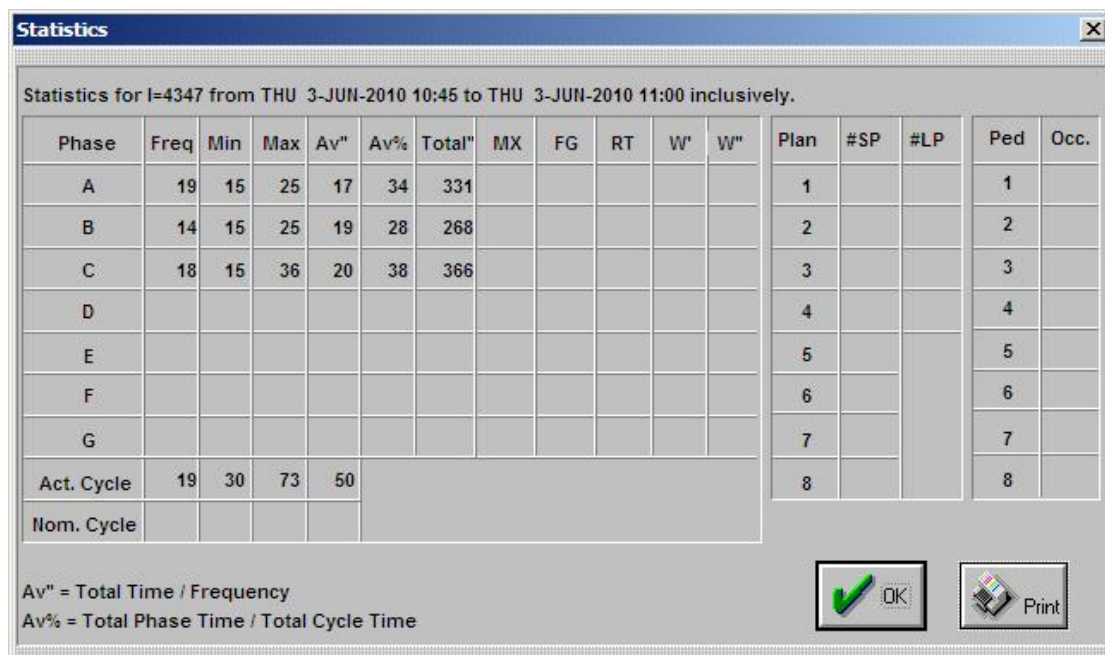 Statistics
Statistics for I=4347 from THU 3-JUN-2010 10:45 to THU 3-JUN-2010 11:00 inclusively.
Phase Freq Min Max Av" Av% Total" MX FG RT W' W" Plan #SP #LP Ped Occ.
A 19 15 25 17 34 331 1 1
B 14 15 25 19 28 268 2 2
C 18 15 36 20 38 366 3 3
D 4 4
E 5 5
F 6 6
G 7 7
Act. Cycle 19 30 73 50 8 8
Nom. Cycle
Av" = Total Time / Frequency
Av% = Total Phase Time / Total Cycle Time
OK
Print